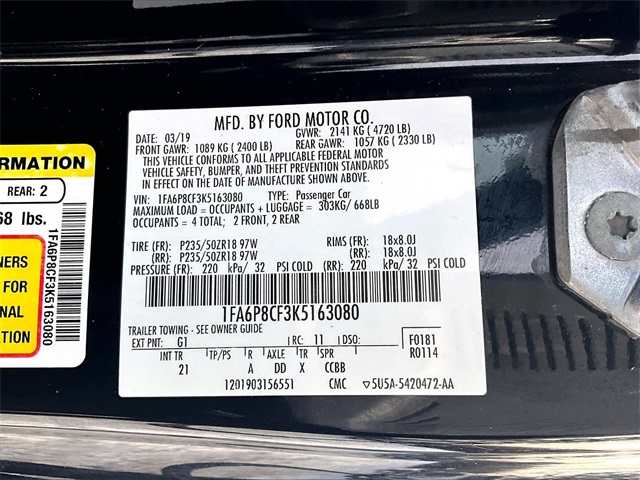 MFD. BY FORD MOTOR CO.
DATE: 03/19 GVWR: 2141 KG ( 4720 LB)
FRONT GAWR: 1089 KG ( 2400 LB) REAR GAWR: 1057 KG ( 2330 LB)
THIS VEHICLE CONFORMS TO ALL APPLICABLE FEDERAL MOTOR
VEHICLE SAFETY, BUMPER, AND THEFT PREVENTION STANDARDS
IN EFFECT ON THE DATE OF MANUFACTURE SHOWN ABOVE.
VIN: 1FA6P8CF3K5163080 TYPE: Passenger Car
MAXIMUM LOAD = OCCUPANTS + LUGGAGE = 303KG/ 668LB
OCCUPANTS = 4 TOTAL; 2 FRONT, 2 REAR
TIRE (FR): P235/50ZR18 97W RIMS (FR): 18x8.0J
(RR): P235/50ZR18 97W (RR): 18x8.0J
PRESSURE (FR): 220 kPa/ 32 PSI COLD (RR): 220 kPa/ 32 PSI COLD
1FA6P8CF3K5163080
TRAILER TOWING - SEE OWNER GUIDE
EXT PNT: G1 RC: 11 DSO: F0181
R0114
INT TR TP/PS R AXLE TR SPR
21 A DD X CCBB
1201903156551 CMC 5U5A-5420472-AA
ORMATION
REAR: 2
68 lbs.
NERS
FOR
IONAL
1FA6P8CF3K5163080